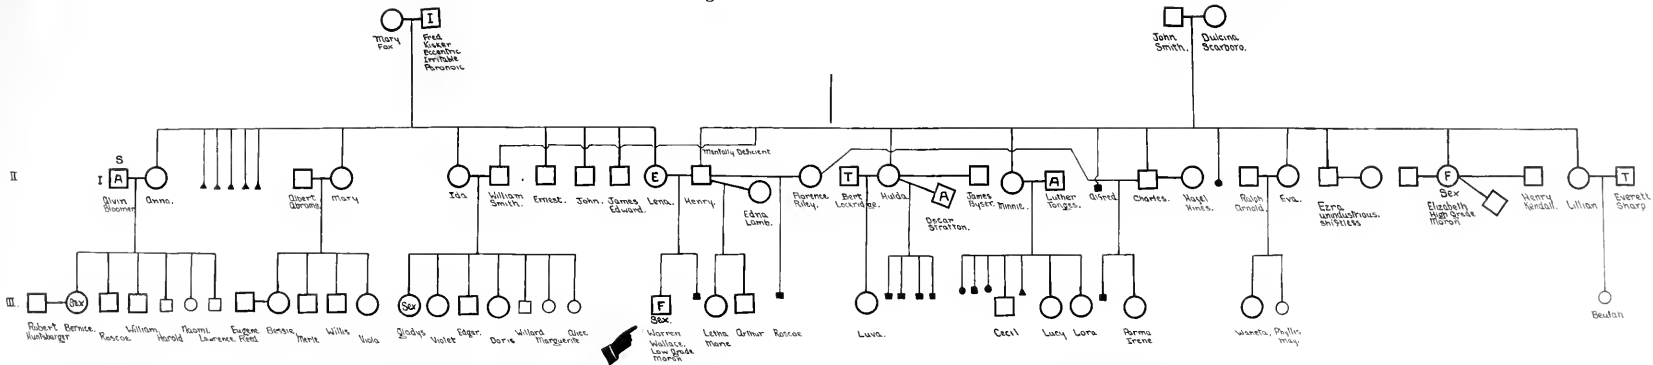 I
Mary
Fox
Fred
Kisker
Eccentric
Irritable
Paranoic
John
Smith.
Dulcina
Scarboro.
II
S
I A
Alvin
Bloomer
Anna.
Albert
Abrams.
Mary
Ida
William
Smith.
Ernest.
John.
James
Edward.
E
Lena.
Henry.
Mentally Deficient
Edna
Lamb.
Florence
Riley.
T
Bert
Lockridge.
Hulda.
A
Oscar
Stratton.
James
Byser.
Minnie.
A
Luther
Tonges.
Alfred.
Charles.
Hazel
Hines.
Ralph
Arnold.
Eva.
Ezra
unindustrious.
shiftless
F
Sex
Elizabeth
High Grade
Moron
Henry
Kendall.
Lillian
T
Everett
Sharp
III.
Robert
Huntsbarger
Sex
Bernice.
Roscoe.
William.
Harold
Naomi.
Lawrence.
Eugene
Reed
Bessie.
Merle
Willis
Viola
Sex
Gladys
Violet
Edgar.
Doris
Willard
Marguerite
Alice
F
Sex.
Warren
Wallace.
Low Grade
Moron
Letha
Marie
Arthur
Roscoe
Luva.
Cecil
Lucy
Lora
Parma
Irene
Waneta.
Phyllis
May.
Beulah